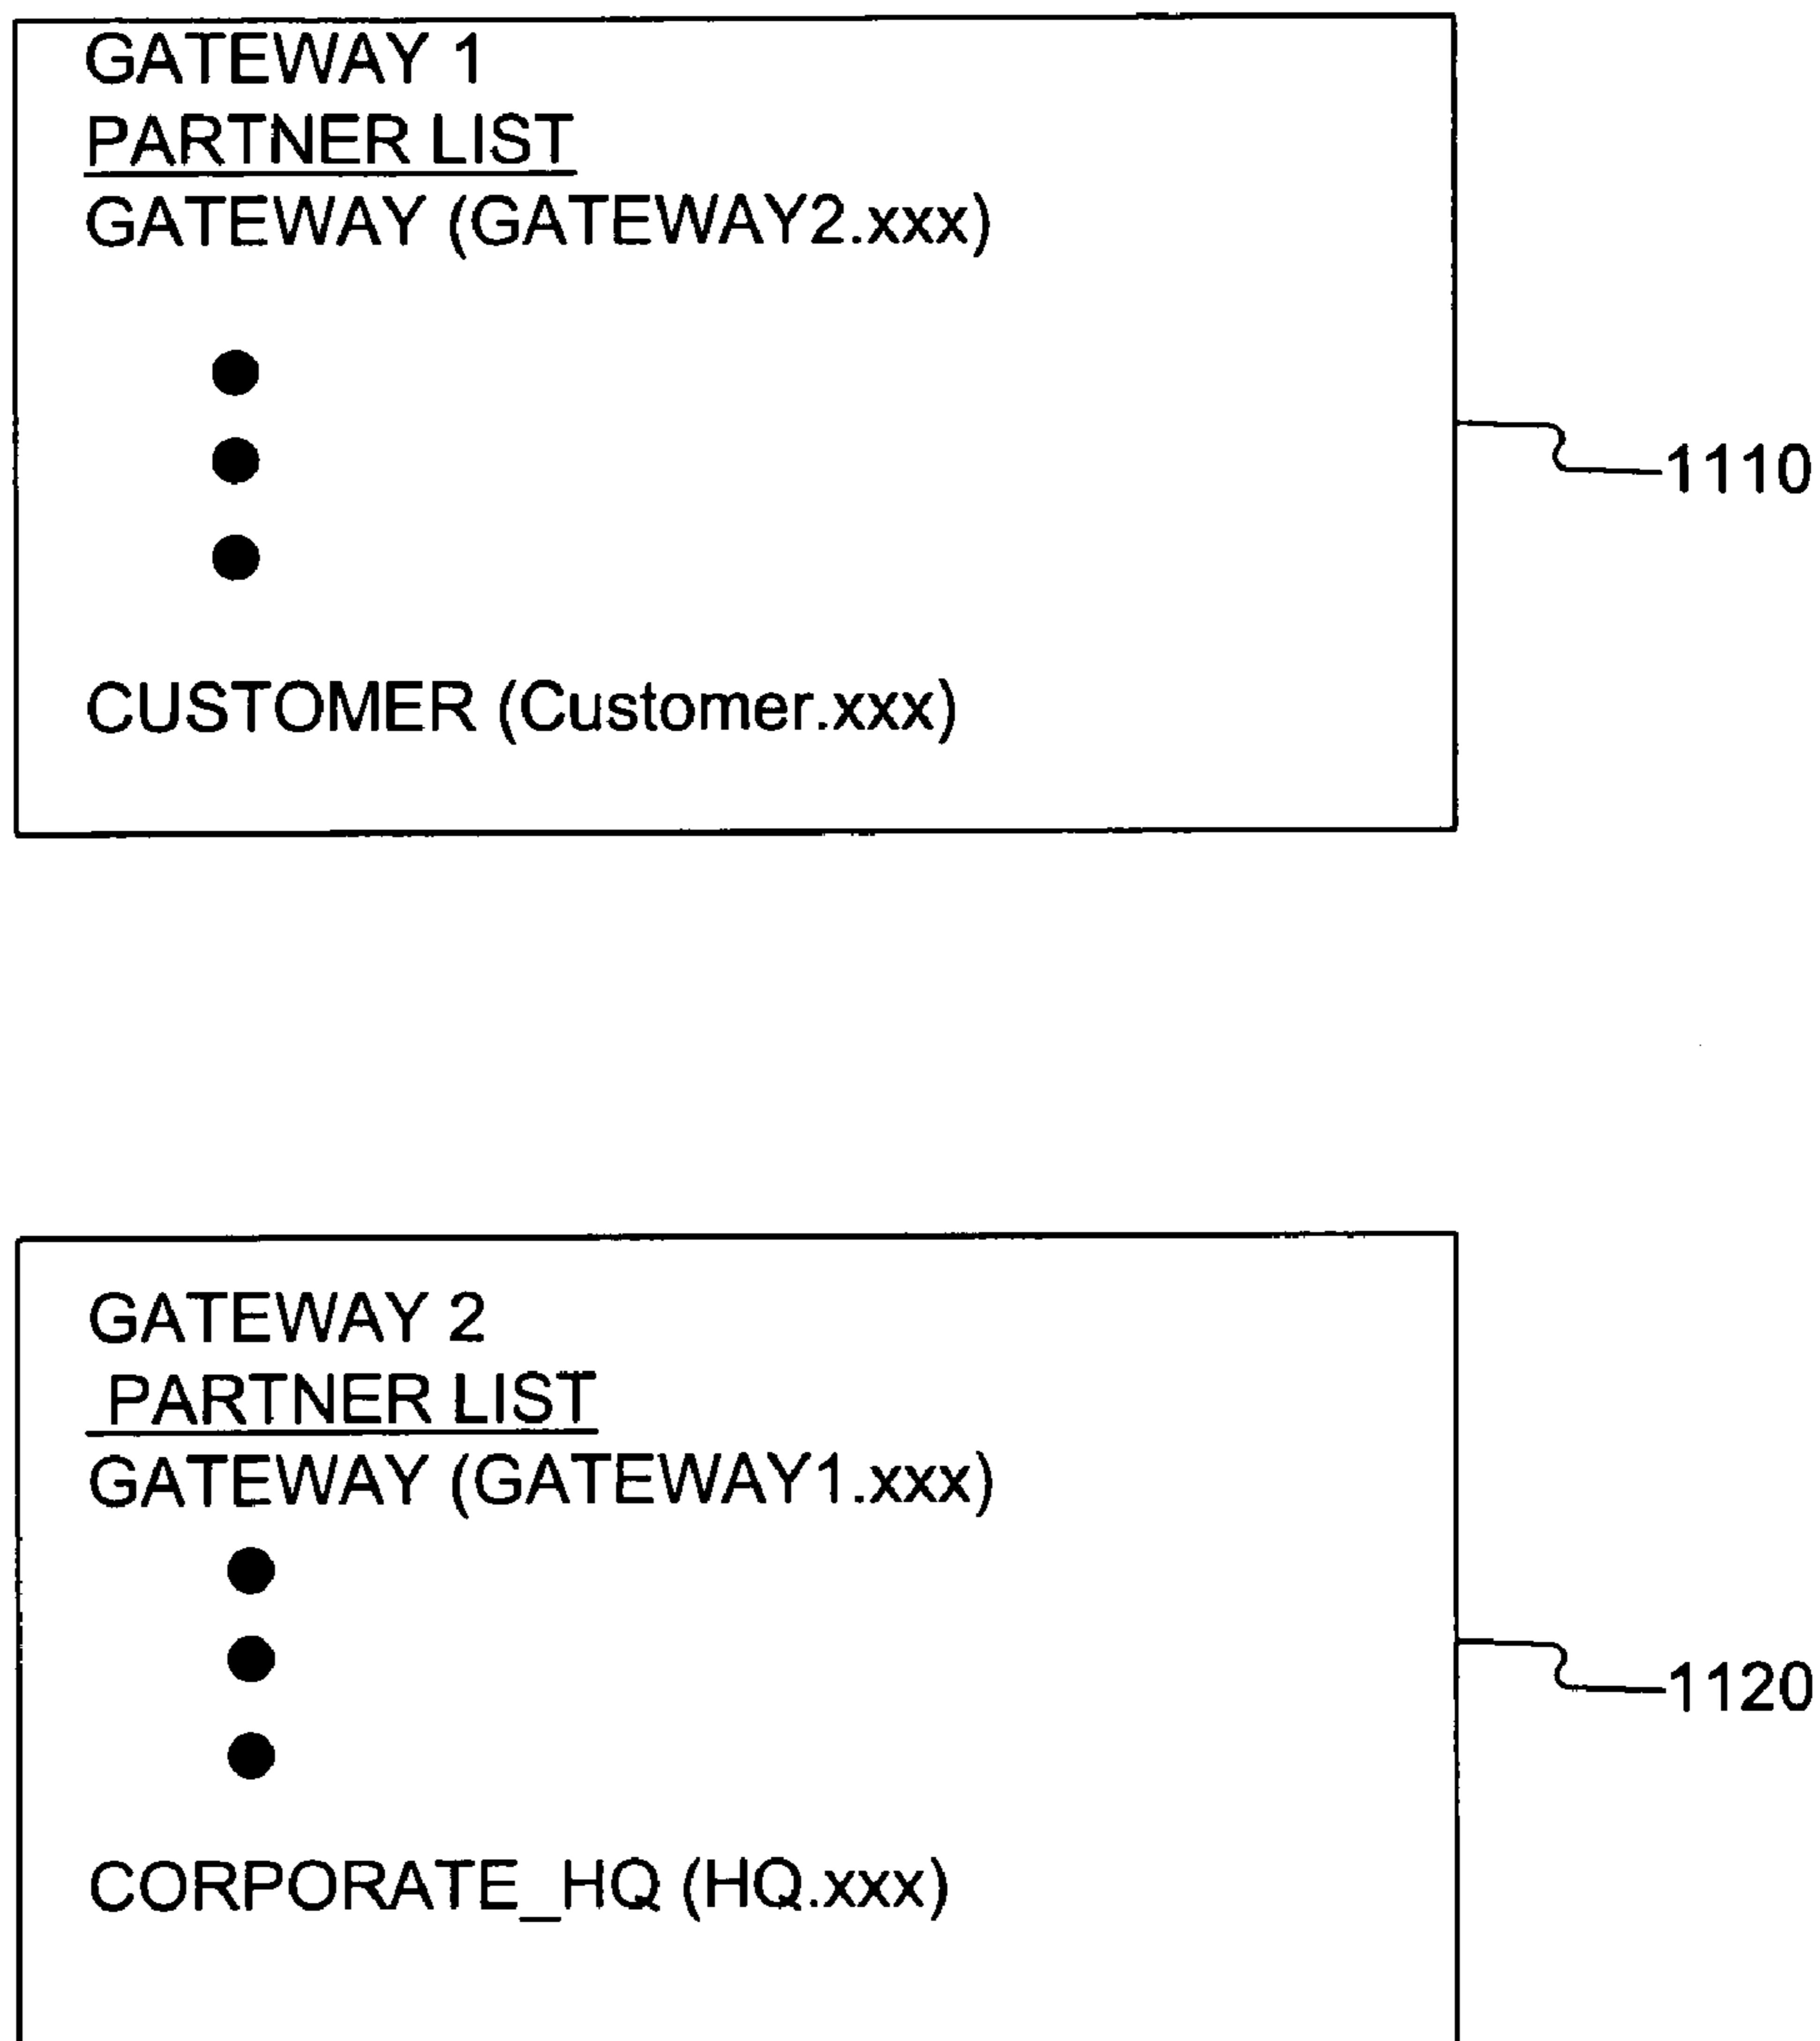 GATEWAY 1
PARTNER LIST
GATEWAY (GATEWAY2.xxx)
CUSTOMER (Customer.xxx)
1110
GATEWAY 2
PARTNER LIST
GATEWAY (GATEWAY1.xxx)
CORPORATE_HQ (HQ.xxx)
1120